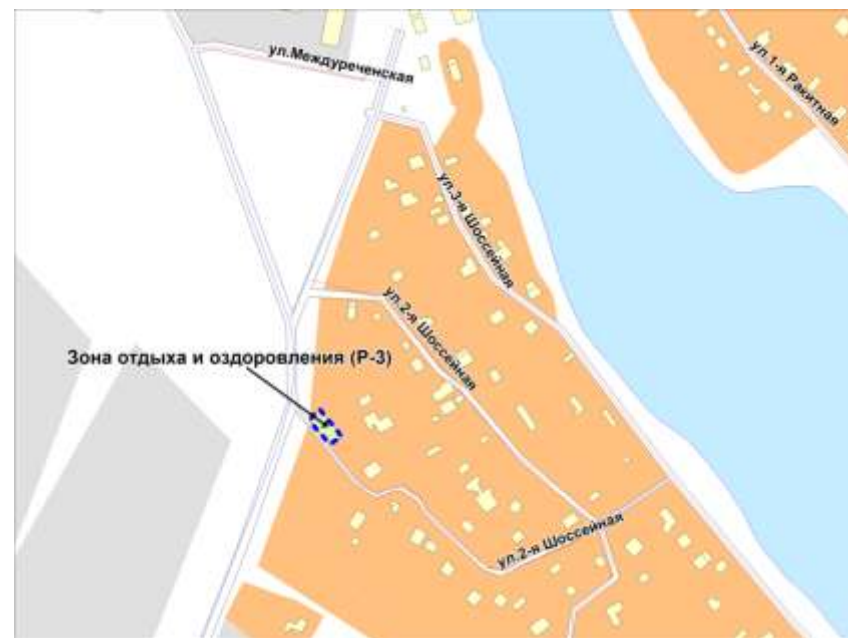 ул.Междуреченская
ул.1-я Ракитная
ул.3-я Шоссейная
ул.2-я Шоссейная
Зона отдыха и оздоровления (Р-3)
ул.2-я Шоссейная